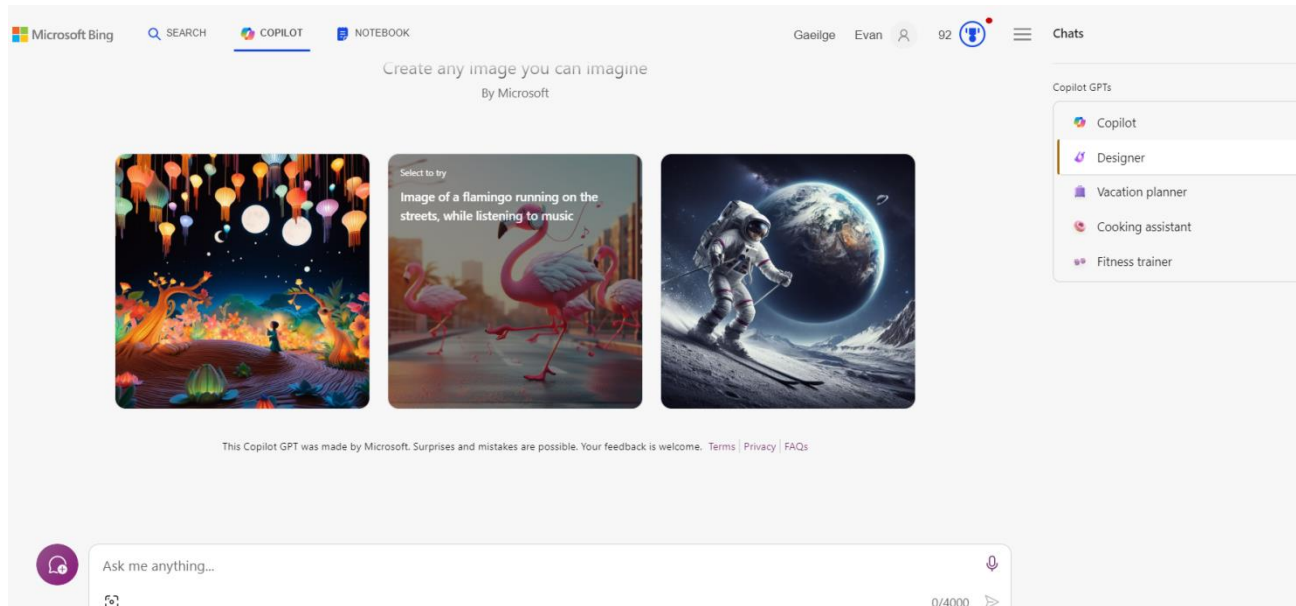 Microsoft Bing
SEARCH
COPILOT
NOTEBOOK
Gaeilge
Evan
92
Chats
Create any image you can imagine
By Microsoft
Copilot GPTs
Copilot
Designer
Vacation planner
Cooking assistant
Fitness trainer
Select to try
Image of a flamingo running on the
streets, while listening to music
This Copilot GPT was made by Microsoft. Surprises and mistakes are possible. Your feedback is welcome. Terms Privacy FAQs
Ask me anything...
0/4000